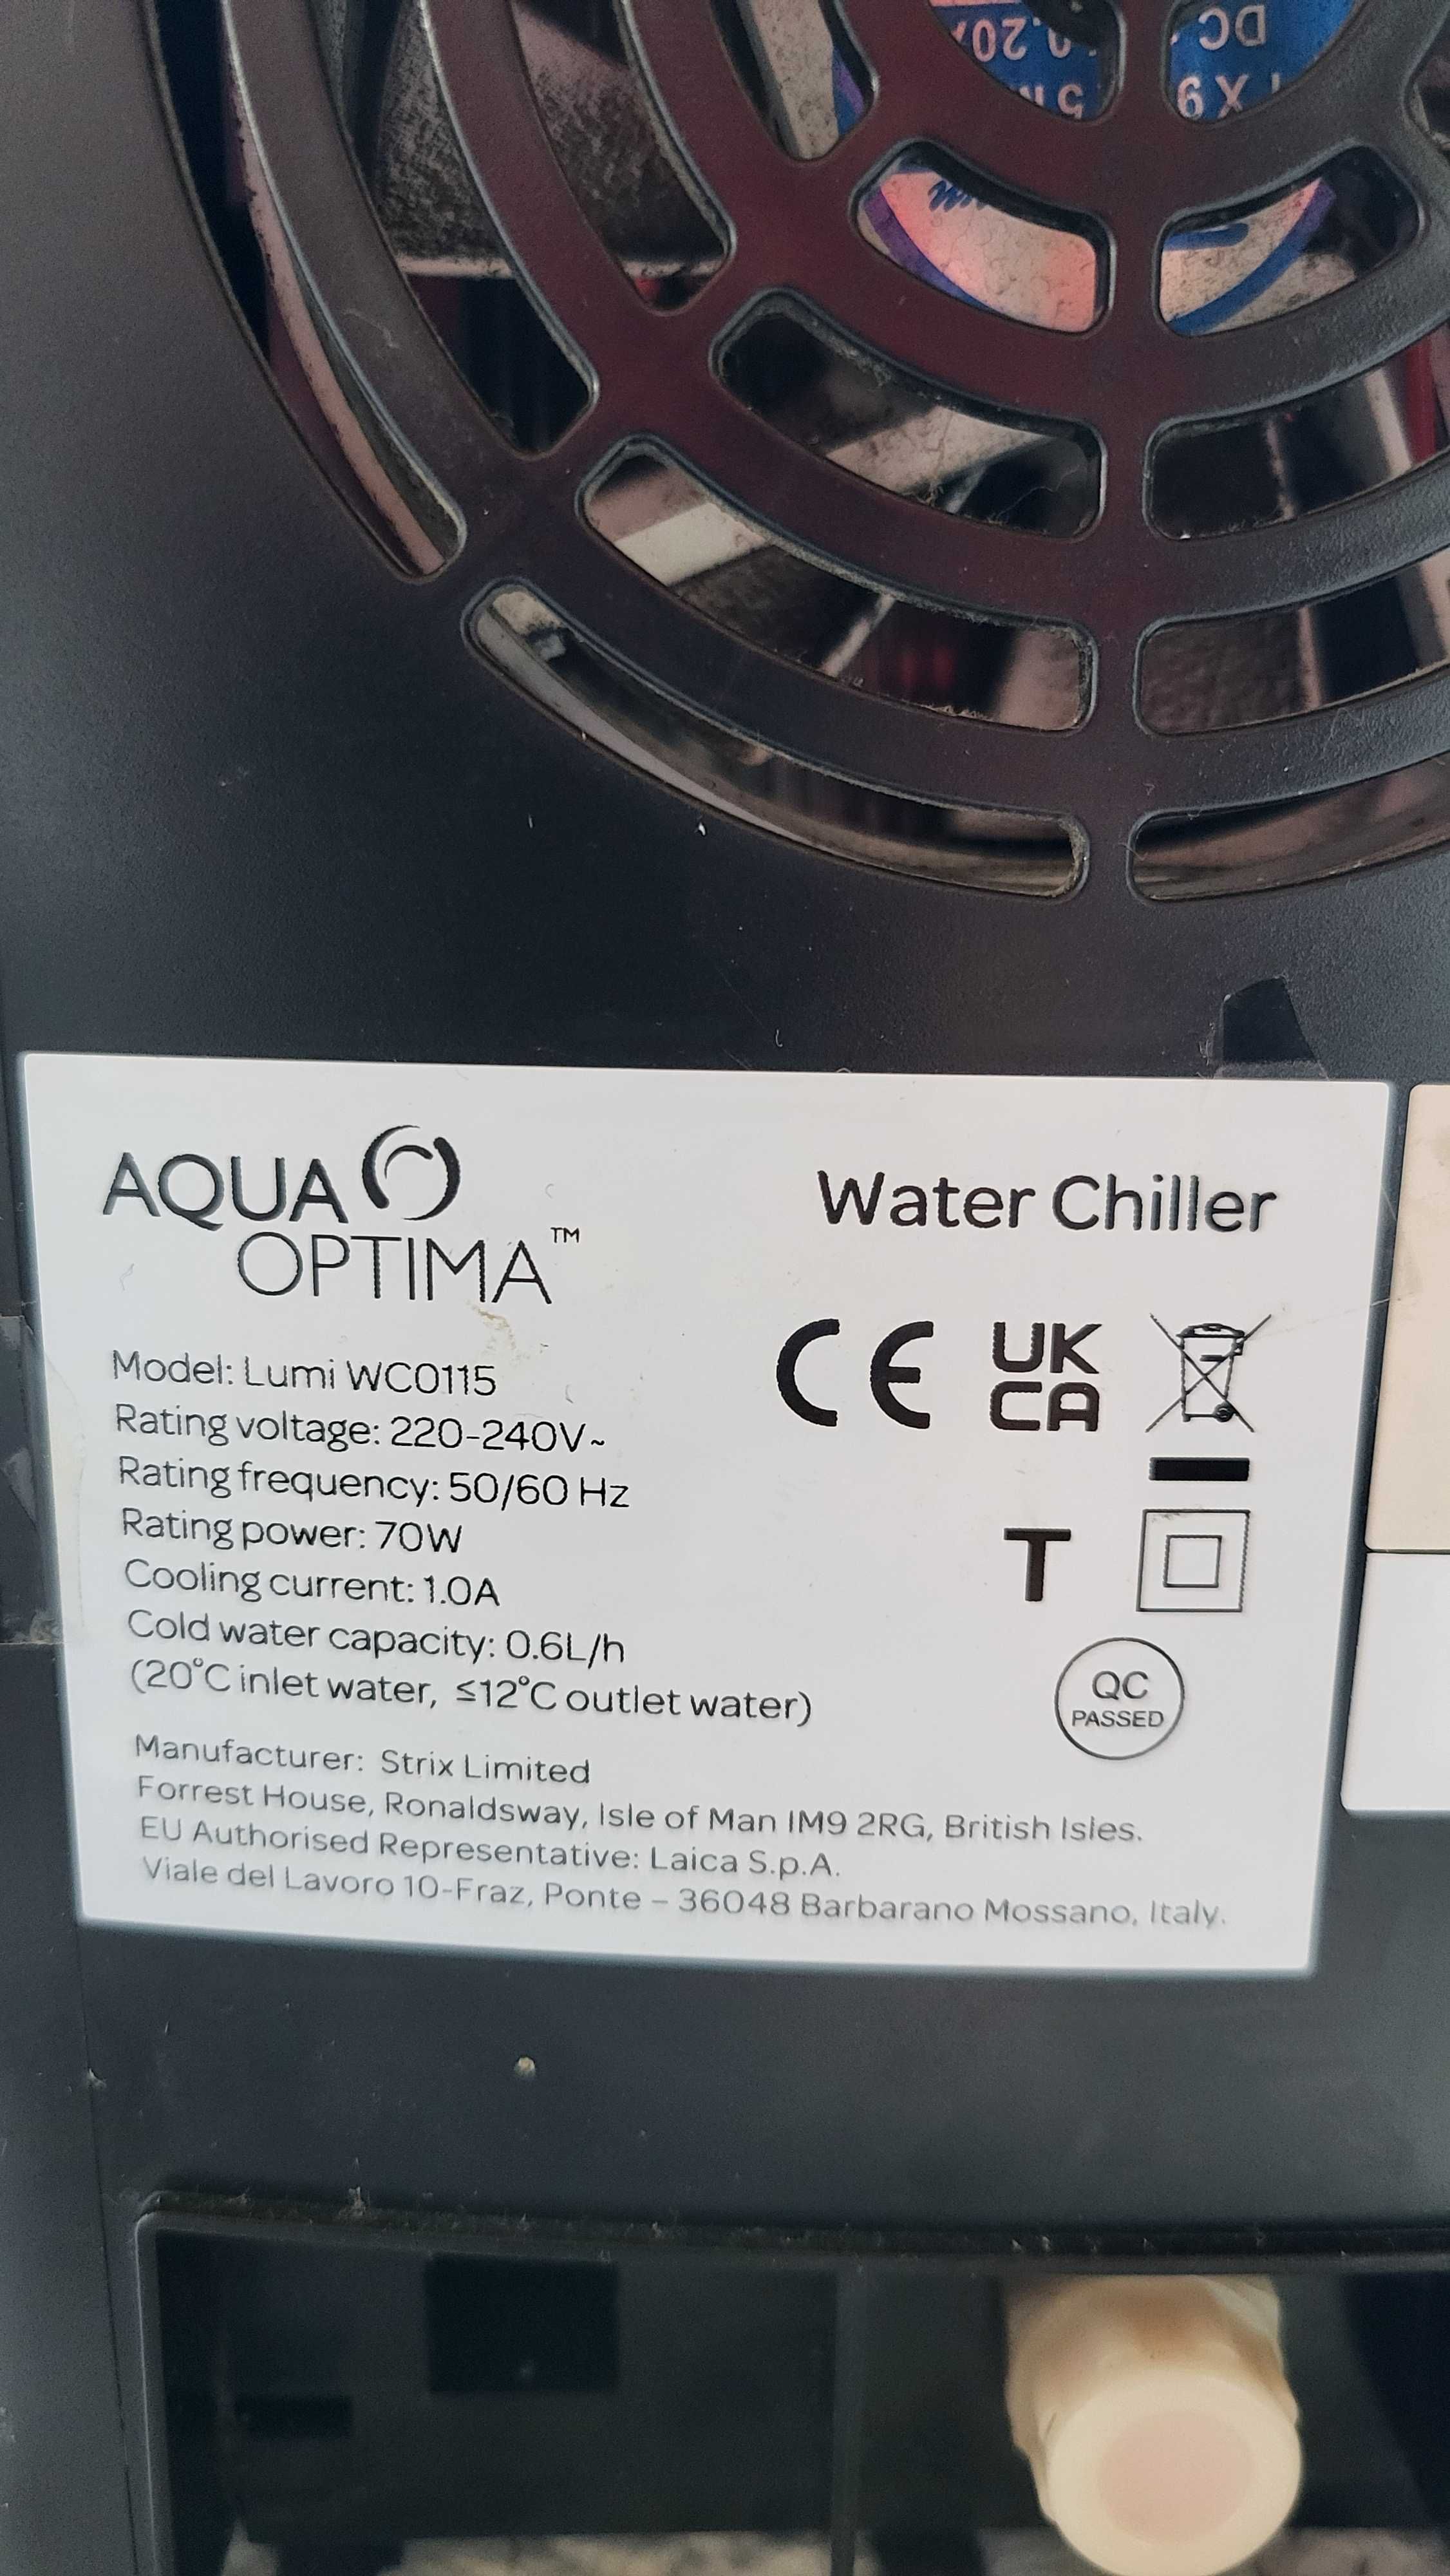 DC
AQUA
OPTIMA™
Water Chiller
CE
UK
CA
Model: Lumi WC0115
Rating voltage: 220-240V~
Rating frequency: 50/60 Hz
Rating power: 70W
Cooling current: 1.0A
Cold water capacity: 0.6L/h
(20°C inlet water, ≤12°C outlet water)
T
QC
PASSED
Manufacturer: Strix Limited
Forrest House, Ronaldsway, Isle of Man IM9 2RG, British Isles.
EU Authorised Representative: Laica S.p.A.
Viale del Lavoro 10-Fraz, Ponte – 36048 Barbarano Mossano, Italy.